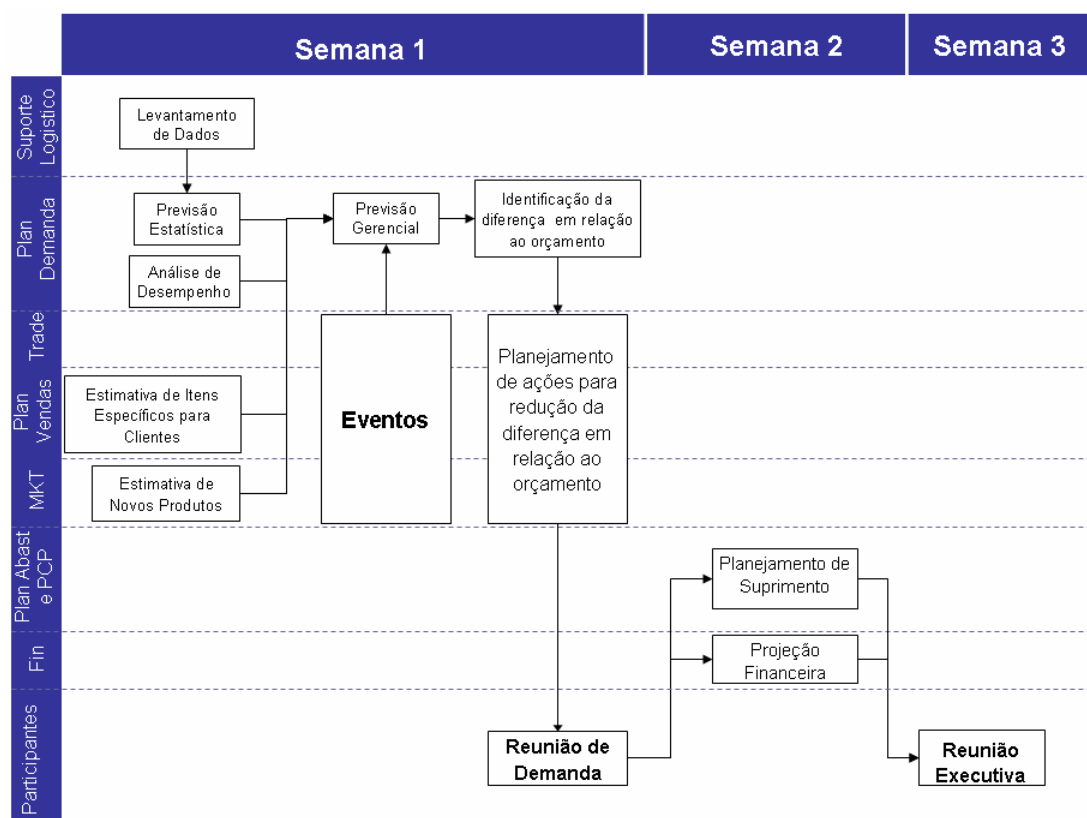 Semana 1
Semana 2
Semana 3
Suporte
Logístico
Levantamento
de Dados
Plan
Demanda
Previsão
Estatística
Previsão
Gerencial
Identificação da
diferença em relação
ao orçamento
Análise de
Desempenho
Trade
Plan
Vendas
MKT
Estimativa de Itens
Específicos para
Clientes
Estimativa de
Novos Produtos
Eventos
Planejamento
de ações para
redução da
diferença em
relação ao
orçamento
Plan Abast
e PCP
Planejamento de
Suprimento
Fin
Projeção
Financeira
Participantes
Reunião de
Demanda
Reunião
Executiva